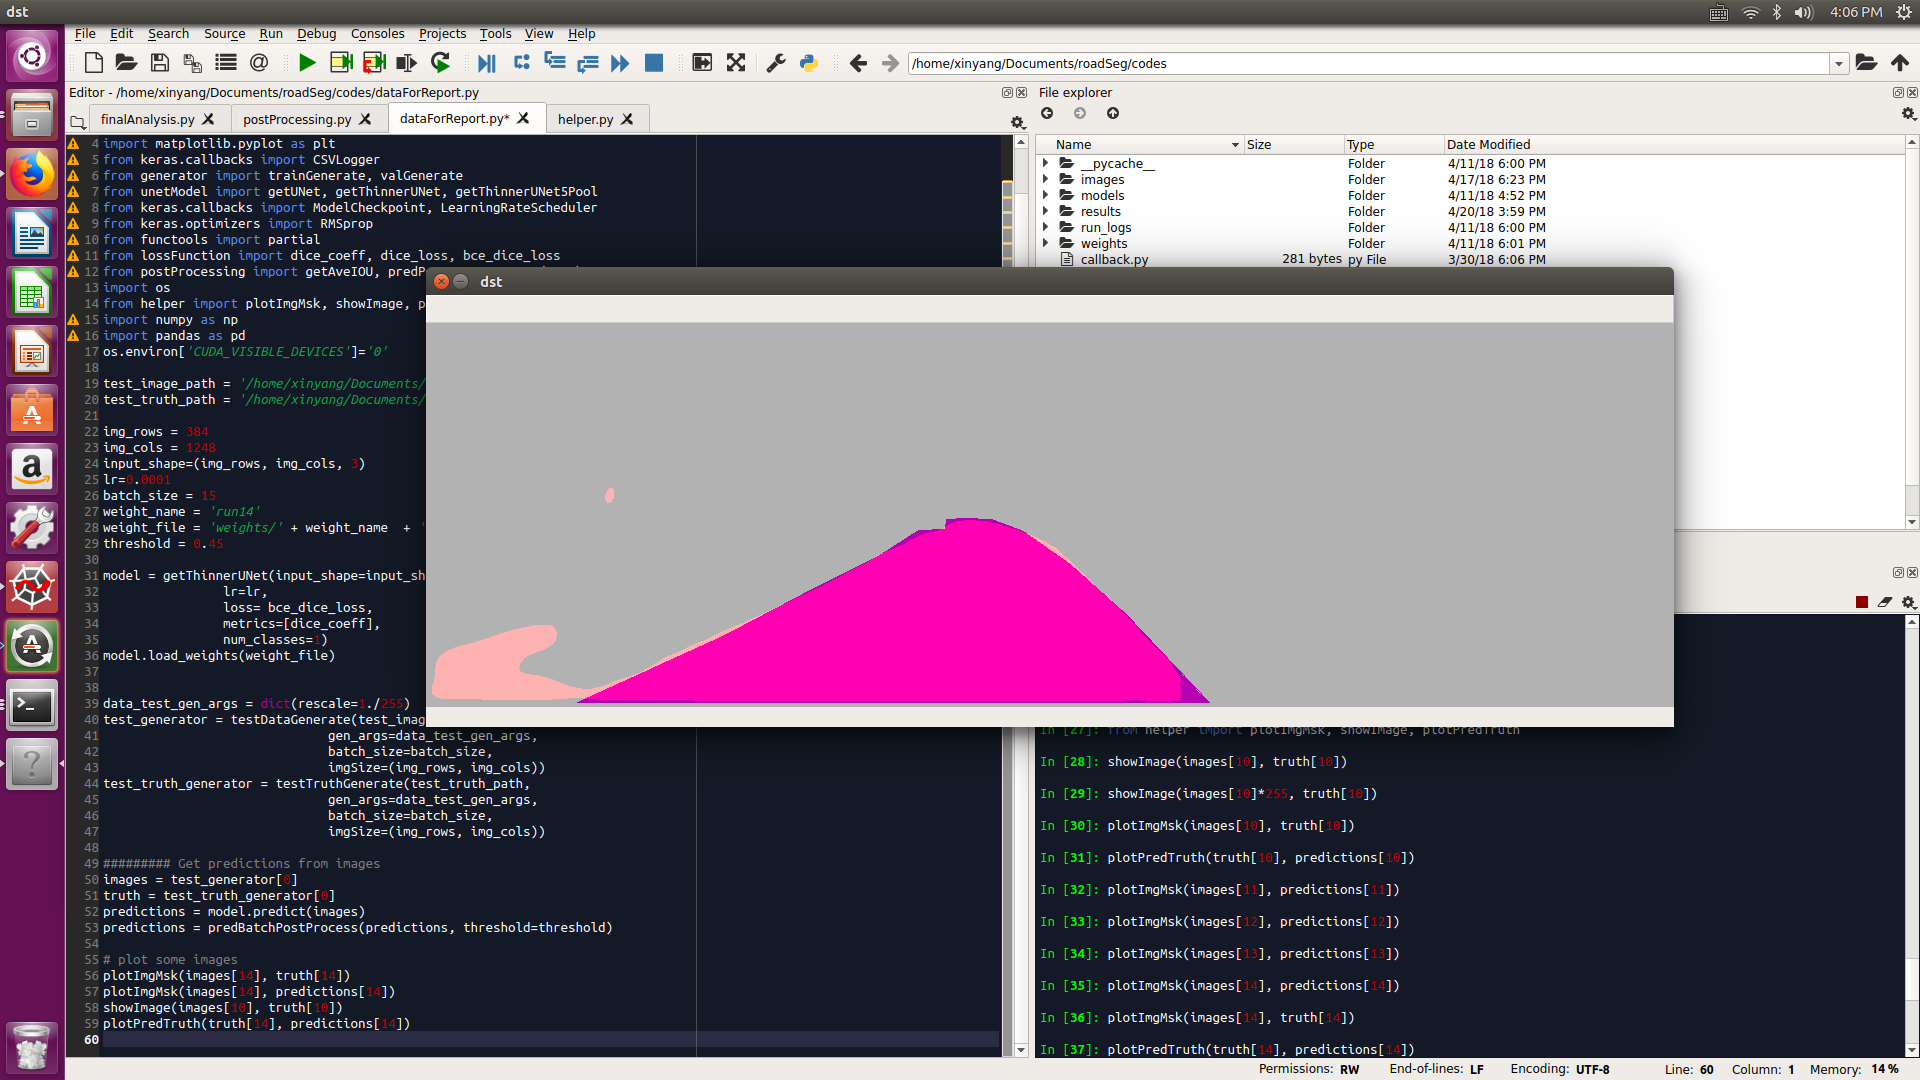 dst
4:06 PM
File Edit Search Source Run Debug Consoles Projects Tools View Help
/home/xinyang/Documents/roadSeg/codes
Editor - /home/xinyang/Documents/roadSeg/codes/dataForReport.py
finalAnalysis.py postProcessing.py dataForReport.py* helper.py
4 import matplotlib.pyplot as plt
5 from keras.callbacks import CSVLogger
6 from generator import trainGenerate, valGenerate
7 from unetModel import getUNet, getThinnerUNet, getThinnerUNet5Pool
8 from keras.callbacks import ModelCheckpoint, LearningRateScheduler
9 from keras.optimizers import RMSprop
10 from functools import partial
11 from lossFunction import dice_coeff, dice_loss, bce_dice_loss
12 from postProcessing import getAveIOU,
13 import os
14 from helper import plotImgMsk, showImage,
15 import numpy as np
16 import pandas as pd
17 os.environ['CUDA_VISIBLE_DEVICES']='0'
18
19 test_image_path = '/home/xinyang/Documents/
20 test_truth_path = '/home/xinyang/Documents/
21
22 img_rows = 384
23 img_cols = 1248
24 input_shape=(img_rows, img_cols, 3)
25 lr=0.0001
26 batch_size = 15
27 weight_name = 'run14'
28 weight_file = 'weights/' + weight_name + '
29 threshold = 0.45
30
31 model = getThinnerUNet(input_shape=input_sh
32 lr=lr,
33 loss= bce_dice_loss,
34 metrics=[dice_coeff],
35 num_classes=1)
36 model.load_weights(weight_file)
37
38
39 data_test_gen_args = dict(rescale=1./255)
40 test_generator = testDataGenerate(test_imag
41 gen_args=data_test_gen_args,
42 batch_size=batch_size,
43 imgSize=(img_rows, img_cols))
44 test_truth_generator = testTruthGenerate(test_truth_path,
45 gen_args=data_test_gen_args,
46 batch_size=batch_size,
47 imgSize=(img_rows, img_cols))
48
49 ######### Get predictions from images
50 images = test_generator[0]
51 truth = test_truth_generator[0]
52 predictions = model.predict(images)
53 predictions = predBatchPostProcess(predictions, threshold=threshold)
54
55 # plot some images
56 plotImgMsk(images[14], truth[14])
57 plotImgMsk(images[14], predictions[14])
58 showImage(images[10], truth[10])
59 plotPredTruth(truth[14], predictions[14])
60
File explorer
Name Size Type Date Modified
__pycache__ Folder 4/11/18 6:00 PM
images Folder 4/17/18 6:23 PM
models Folder 4/11/18 4:52 PM
results Folder 4/20/18 3:59 PM
run_logs Folder 4/11/18 6:00 PM
weights Folder 4/11/18 6:01 PM
callback.py 281 bytes py File 3/30/18 6:06 PM
dst
In [27]: from helper import plotImgMsk, showImage, plotPredTruth
In [28]: showImage(images[10], truth[10])
In [29]: showImage(images[10]*255, truth[10])
In [30]: plotImgMsk(images[10], truth[10])
In [31]: plotPredTruth(truth[10], predictions[10])
In [32]: plotImgMsk(images[11], predictions[11])
In [33]: plotImgMsk(images[12], predictions[12])
In [34]: plotImgMsk(images[13], predictions[13])
In [35]: plotImgMsk(images[14], predictions[14])
In [36]: plotImgMsk(images[14], truth[14])
In [37]: plotPredTruth(truth[14], predictions[14])
Permissions: RW End-of-lines: LF Encoding: UTF-8 Line: 60 Column: 1 Memory: 14 %